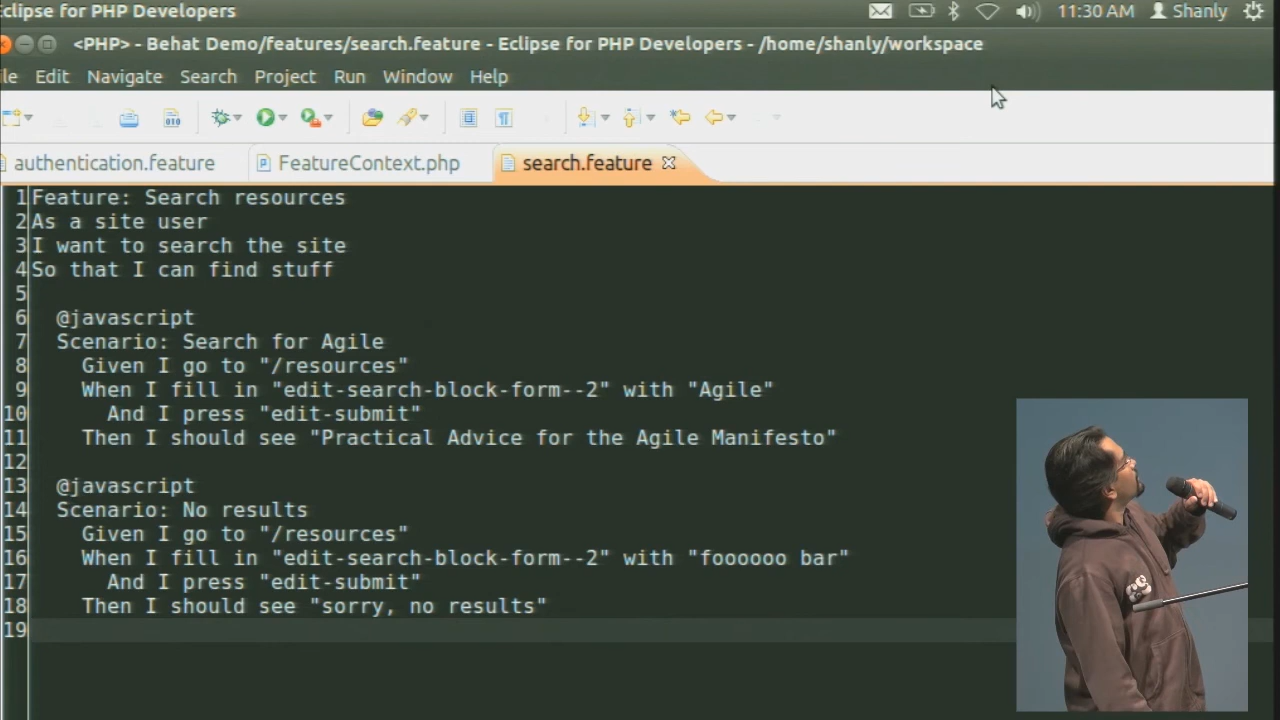 clipse for PHP Developers
11:30 AM Shanly
<PHP> - Behat Demo/features/search.feature - Eclipse for PHP Developers - /home/shanly/workspace
ile Edit Navigate Search Project Run Window Help
authentication.feature FeatureContext.php search.feature
1 Feature: Search resources
2 As a site user
3 I want to search the site
4 So that I can find stuff
5
6 @javascript
7 Scenario: Search for Agile
8 Given I go to "/resources"
9 When I fill in "edit-search-block-form--2" with "Agile"
10 And I press "edit-submit"
11 Then I should see "Practical Advice for the Agile Manifesto"
12
13 @javascript
14 Scenario: No results
15 Given I go to "/resources"
16 When I fill in "edit-search-block-form--2" with "foooooo bar"
17 And I press "edit-submit"
18 Then I should see "sorry, no results"
19